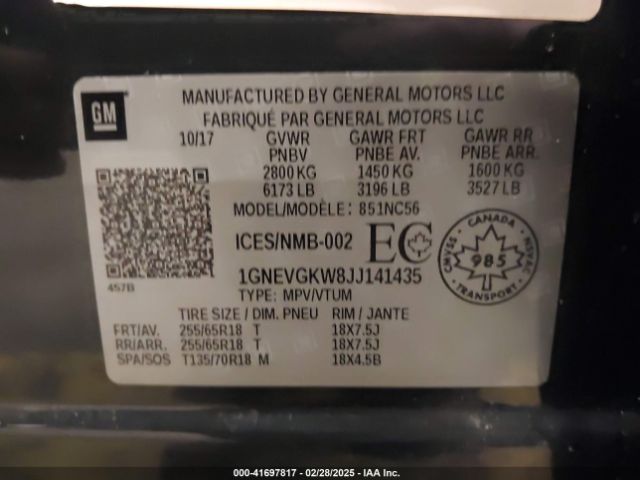 GM
MANUFACTURED BY GENERAL MOTORS LLC
FABRIQUÉ PAR GENERAL MOTORS LLC
10/17 GVWR GAWR FRT GAWR RR
PNBV PNBE AV. PNBE ARR.
2800 KG 1450 KG 1600 KG
6173 LB 3196 LB 3527 LB
MODEL/MODÈLE: 851NC56
ICES/NMB-002 EC
CANADA
SVMNS 985 CMVSS
TRANSPORT
457B
1GNEVGKW8JJ141435
TYPE: MPV/VTUM
TIRE SIZE / DIM. PNEU RIM / JANTE
FRT/AV. 255/65R18 T 18X7.5J
RR/ARR. 255/65R18 T 18X7.5J
SPA/SOS T135/70R18 M 18X4.5B
000-41697817 02/28/2025 IAA Inc.